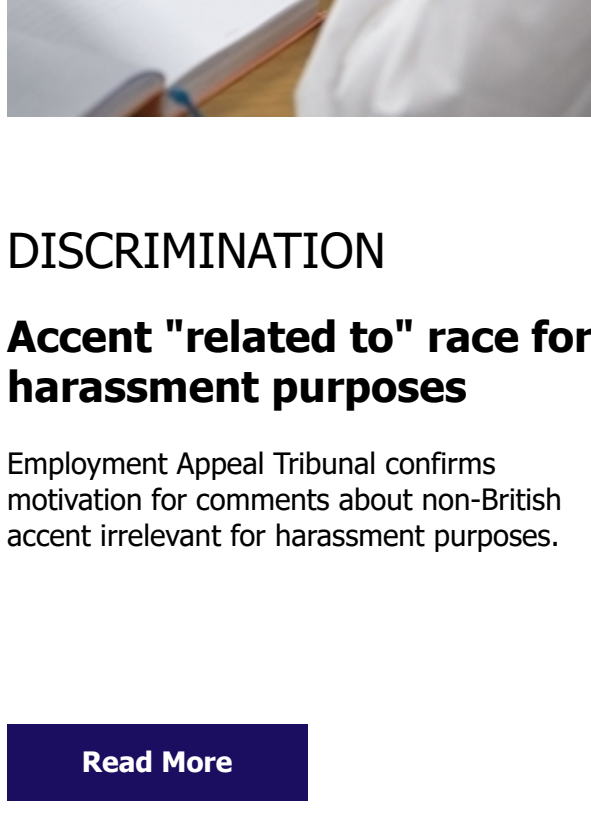 DISCRIMINATION
Accent "related to" race for
harassment purposes
Employment Appeal Tribunal confirms
motivation for comments about non-British
accent irrelevant for harassment purposes.
Read More